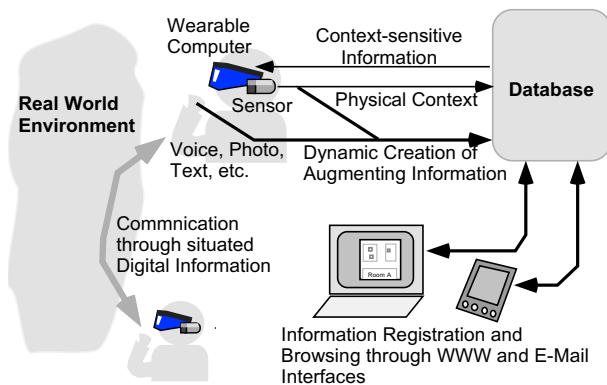 Wearable
Computer
Context-sensitive
Information
Real World
Environment
Sensor
Physical Context
Database
Voice, Photo,
Text, etc.
Dynamic Creation of
Augmenting Information
Commnication
through situated
Digital Information
Room A
Information Registration and
Browsing through WWW and E-Mail
Interfaces